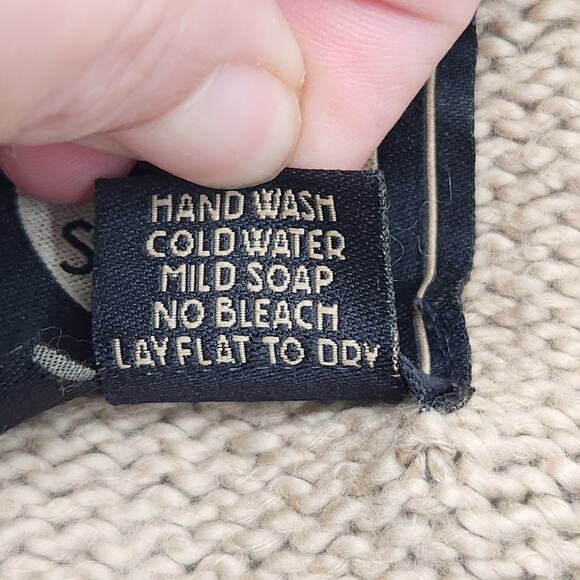 HAND WASH
COLD WATER
MILD SOAP
NO BLEACH
LAY FLAT TO DRY
S